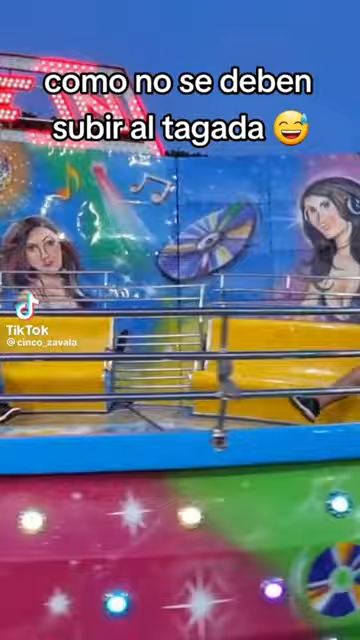 como no se deben
subir al tagada 😅
TikTok
@cinco_zavala